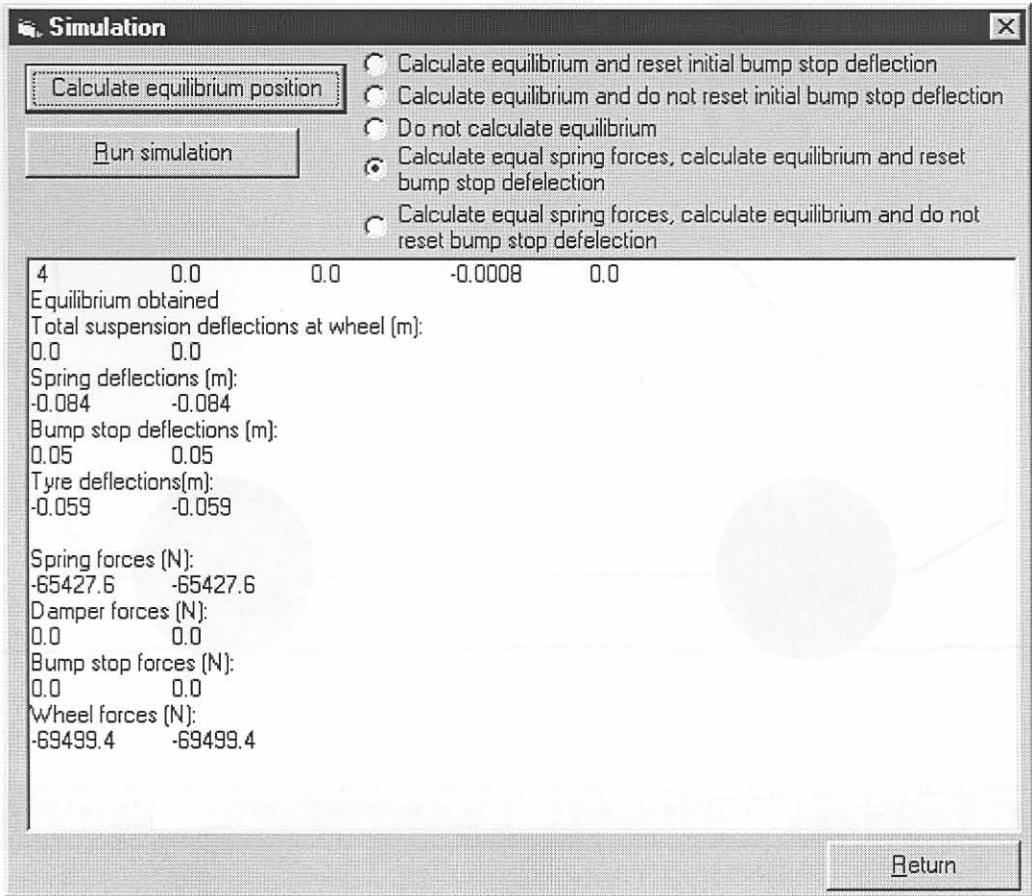 Simulation
Calculate equilibrium position
Run simulation
Calculate equilibrium and reset initial bump stop deflection
Calculate equilibrium and do not reset initial bump stop deflection
Do not calculate equilibrium
Calculate equal spring forces, calculate equilibrium and reset
bump stop defelection
Calculate equal spring forces, calculate equilibrium and do not
reset bump stop defelection
4 0.0 0.0 -0.0008 0.0
Equilibrium obtained
Total suspension deflections at wheel (m):
0.0 0.0
Spring deflections (m):
-0.084 -0.084
Bump stop deflections (m):
0.05 0.05
Tyre deflections(m):
-0.059 -0.059
Spring forces (N):
-65427.6 -65427.6
Damper forces (N):
0.0 0.0
Bump stop forces (N):
0.0 0.0
Wheel forces (N):
-69499.4 -69499.4
Return